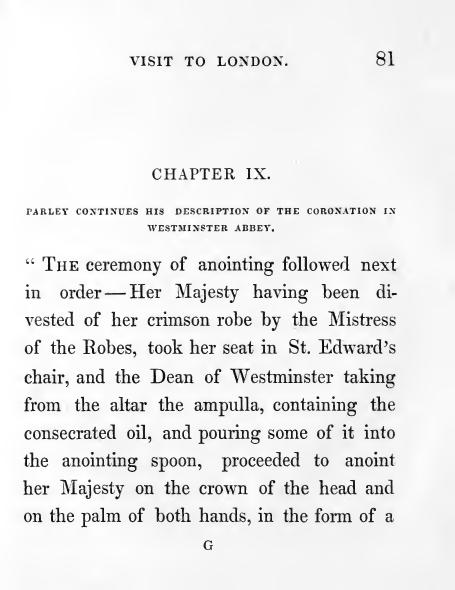 VISIT TO LONDON. 81
CHAPTER IX.
PARLEY CONTINUES HIS DESCRIPTION OF THE CORONATION IN
WESTMINSTER ABBEY.
“ THE ceremony of anointing followed next
in order — Her Majesty having been di-
vested of her crimson robe by the Mistress
of the Robes, took her seat in St. Edward’s
chair, and the Dean of Westminster taking
from the altar the ampulla, containing the
consecrated oil, and pouring some of it into
the anointing spoon, proceeded to anoint
her Majesty on the crown of the head and
on the palm of both hands, in the form of a
G